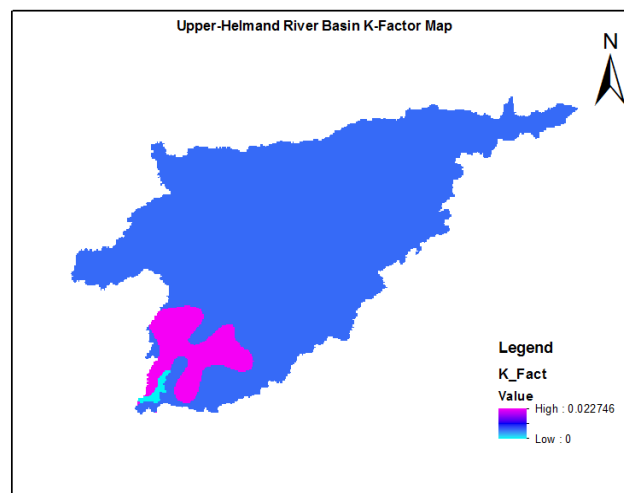 Upper-Helmand River Basin K-Factor Map
N
Legend
K_Fact
Value
High : 0.022746
Low : 0